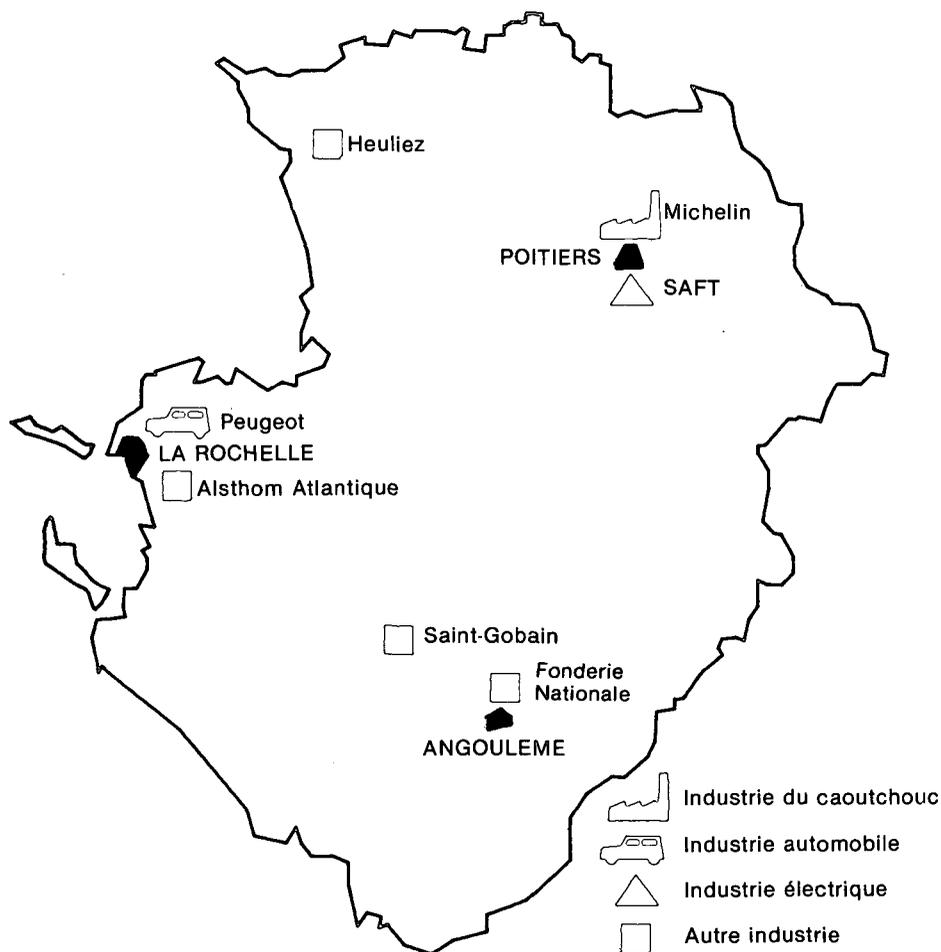 Heuliez
Michelin
POITIERS
SAFT
Peugeot
LA ROCHELLE
Alsthom Atlantique
Saint-Gobain
Fonderie
Nationale
ANGOULEME
Industrie du caoutchouc
Industrie automobile
Industrie électrique
Autre industrie